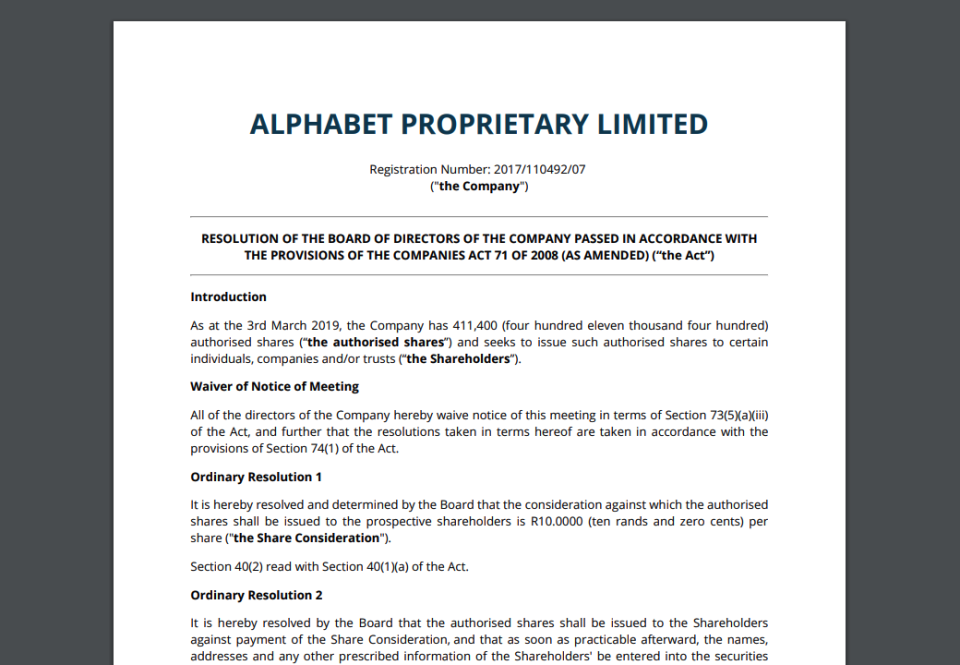 ALPHABET PROPRIETARY LIMITED
Registration Number: 2017/110492/07
("the Company")
RESOLUTION OF THE BOARD OF DIRECTORS OF THE COMPANY PASSED IN ACCORDANCE WITH
THE PROVISIONS OF THE COMPANIES ACT 71 OF 2008 (AS AMENDED) (“the Act”)
Introduction
As at the 3rd March 2019, the Company has 411,400 (four hundred eleven thousand four hundred)
authorised shares (“the authorised shares”) and seeks to issue such authorised shares to certain
individuals, companies and/or trusts (“the Shareholders”).
Waiver of Notice of Meeting
All of the directors of the Company hereby waive notice of this meeting in terms of Section 73(5)(a)(iii)
of the Act, and further that the resolutions taken in terms hereof are taken in accordance with the
provisions of Section 74(1) of the Act.
Ordinary Resolution 1
It is hereby resolved and determined by the Board that the consideration against which the authorised
shares shall be issued to the prospective shareholders is R10.0000 (ten rands and zero cents) per
share ("the Share Consideration").
Section 40(2) read with Section 40(1)(a) of the Act.
Ordinary Resolution 2
It is hereby resolved by the Board that the authorised shares shall be issued to the Shareholders
against payment of the Share Consideration, and that as soon as practicable afterward, the names,
addresses and any other prescribed information of the Shareholders' be entered into the securities